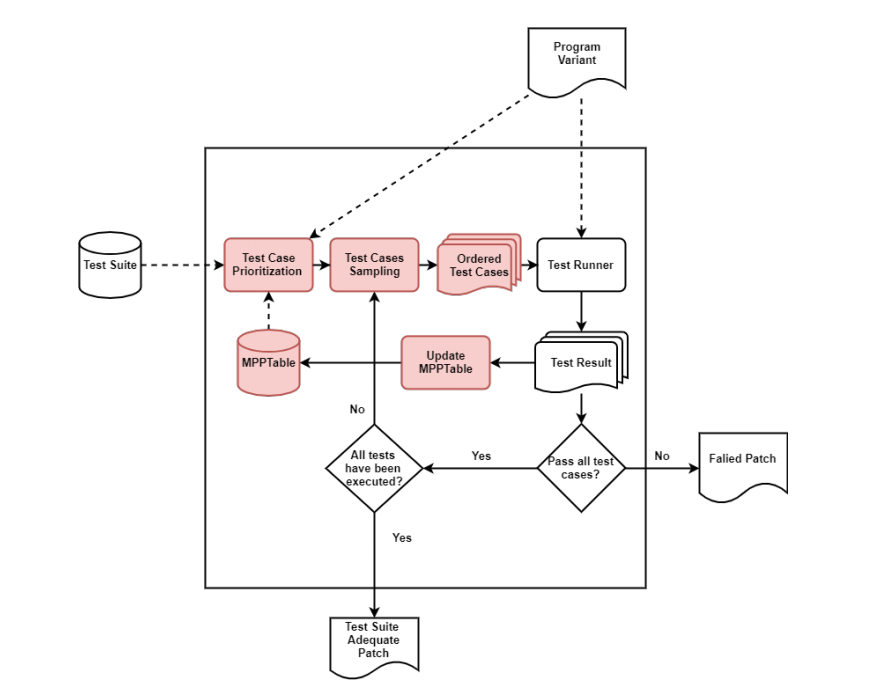 Program
Variant
Test Suite
Test Case
Prioritization
Test Cases
Sampling
Ordered
Test Cases
Test Runner
MPPTable
Update
MPPTable
Test Result
No
All tests
have been
executed?
Yes
Pass all test
cases?
No
Falied Patch
Yes
Test Suite
Adequate
Patch